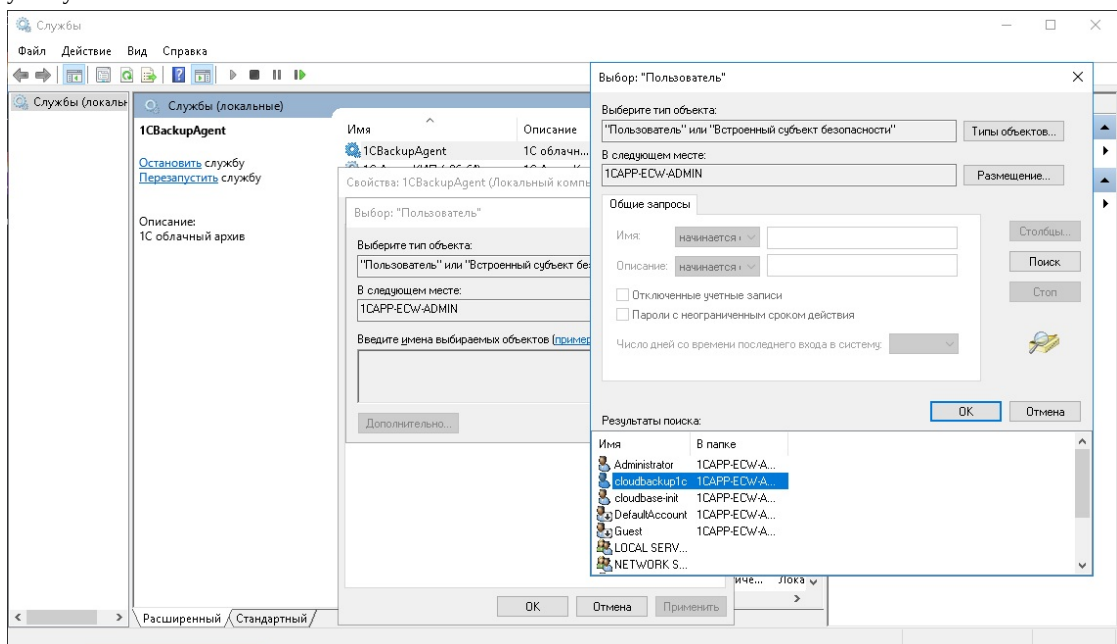 Службы
Файл Действие Вид Справка
Службы (локальн
Службы (локальные)
1CBackupAgent
Остановить службу
Перезапустить службу
Описание:
1С облачный архив
Имя Описание
1CBackupAgent 1С облачн...
Свойства: 1CBackupAgent (Локальный компь
Выбор: "Пользователь"
Выберите тип объекта:
"Пользователь" или "Встроенный субъект бе
В следующем месте:
1CAPP-ECW-ADMIN
Введите имена выбираемых объектов (пример
Дополнительно...
OK Отмена Применить
иче... Лока
Расширенный Стандартный
Выбор: "Пользователь"
Выберите тип объекта:
"Пользователь" или "Встроенный субъект безопасности" Типы объектов...
В следующем месте:
1CAPP-ECW-ADMIN Размещение...
Общие запросы
Имя: начинается
Столбцы...
Описание: начинается
Поиск
Отключенные учетные записи
Стоп
Пароли с неограниченным сроком действия
Число дней со времени последнего входа в систему:
OK Отмена
Результаты поиска:
Имя В папке
Administrator 1CAPP-ECW-A...
cloudbackup1c 1CAPP-ECW-A...
cloudbase-init 1CAPP-ECW-A...
DefaultAccount 1CAPP-ECW-A...
Guest 1CAPP-ECW-A...
LOCAL SERV...
NETWORK S...